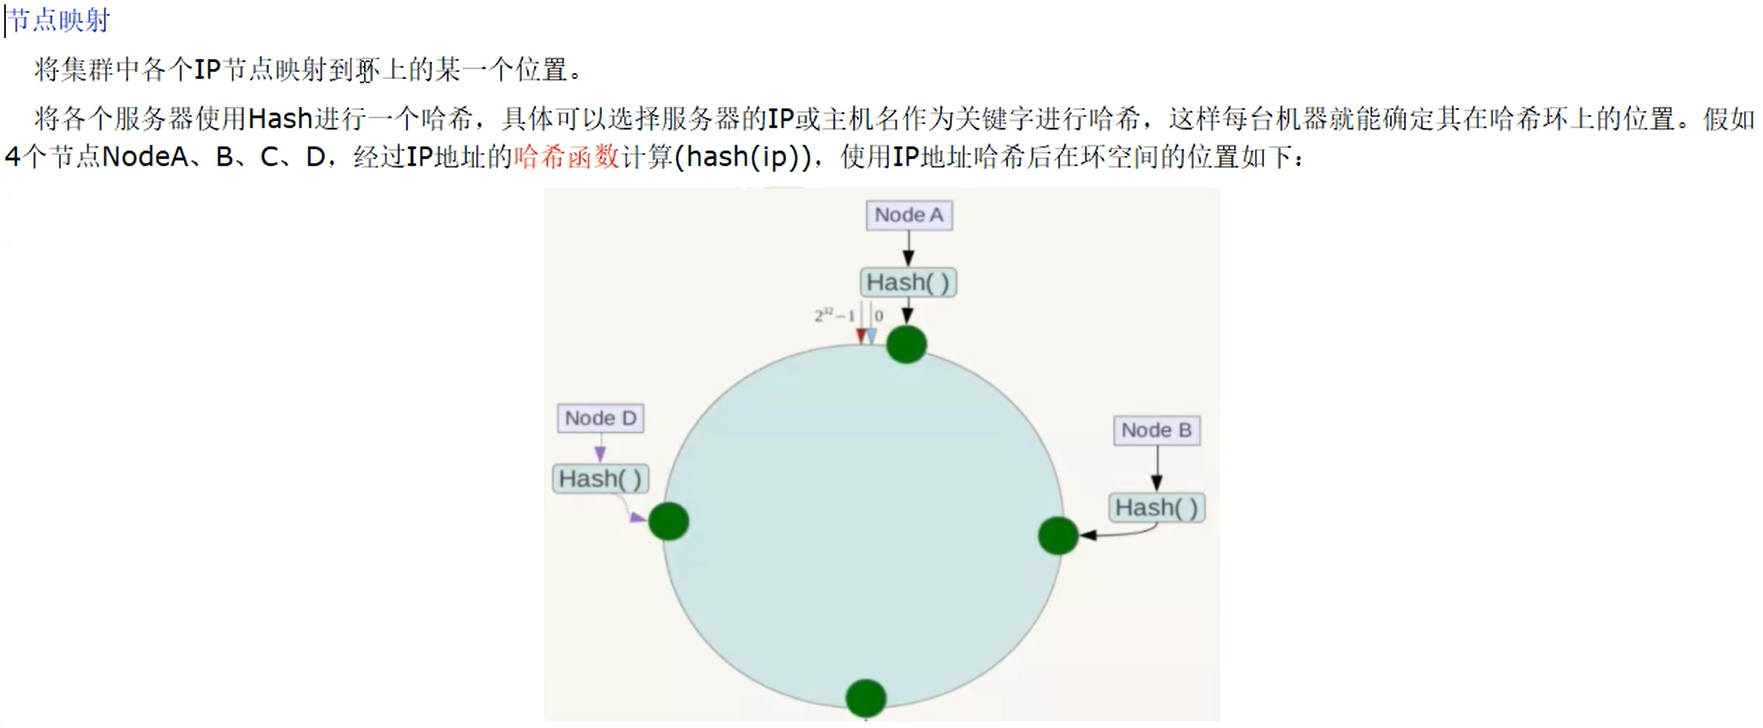 节点映射
将集群中各个IP节点映射到环上的某一个位置。
将各个服务器使用Hash进行一个哈希，具体可以选择服务器的IP或主机名作为关键字进行哈希，这样每台机器就能确定其在哈希环上的位置。假如
4个节点NodeA、B、C、D，经过IP地址的哈希函数计算(hash(ip))，使用IP地址哈希后在环空间的位置如下：
Node A
Hash( )
2³²−1 0
Node D
Hash( )
Node B
Hash( )